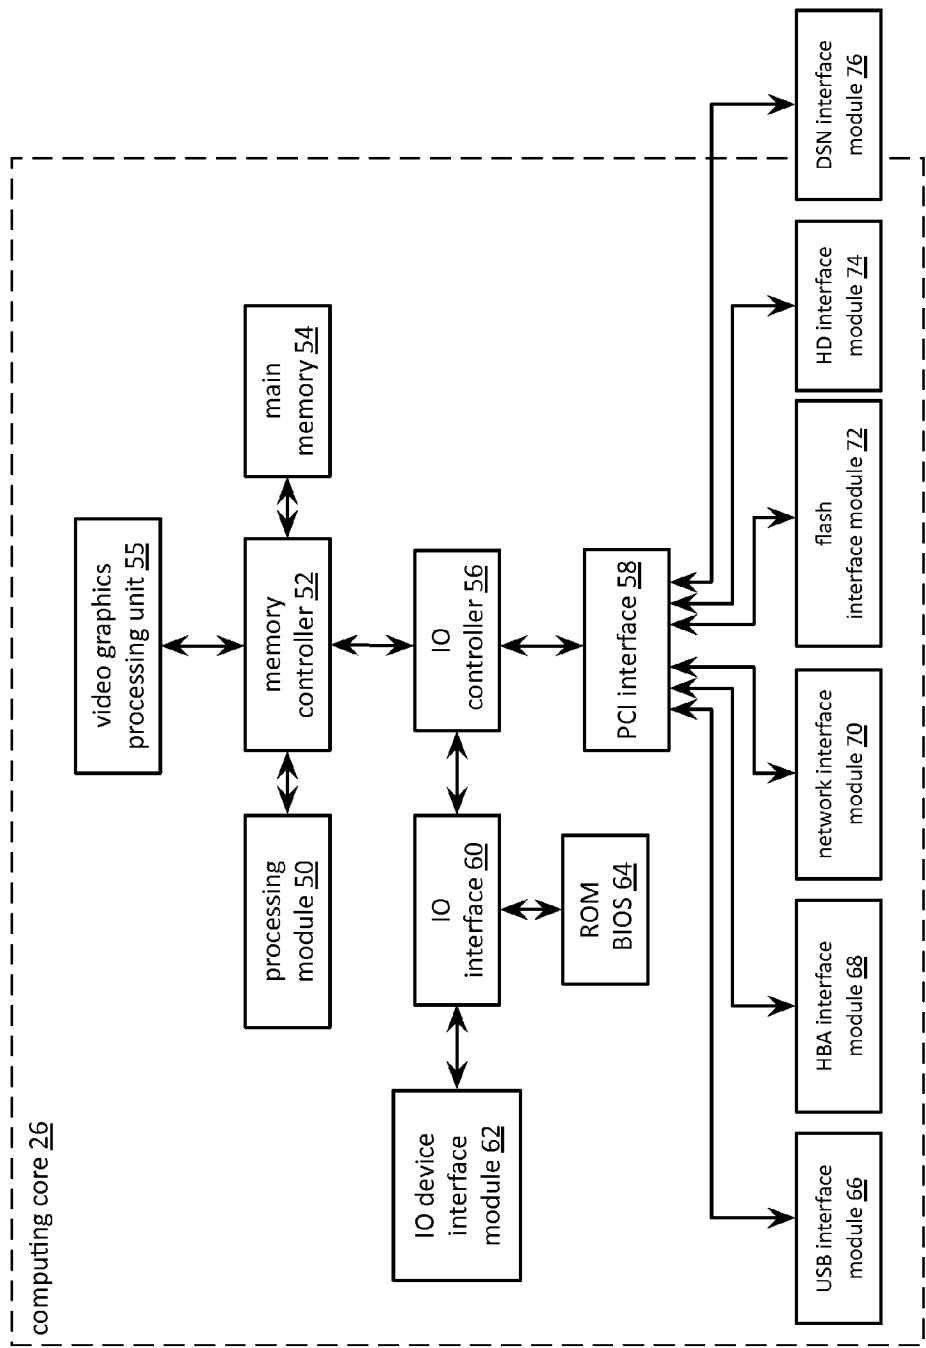 computing core 26
video graphics
processing unit 55
processing
module 50
memory
controller 52
main
memory 54
IO device
interface
module 62
IO
interface 60
IO
controller 56
ROM
BIOS 64
PCI interface 58
USB interface
module 66
HBA interface
module 68
network interface
module 70
flash
interface module 72
HD interface
module 74
DSN interface
module 76